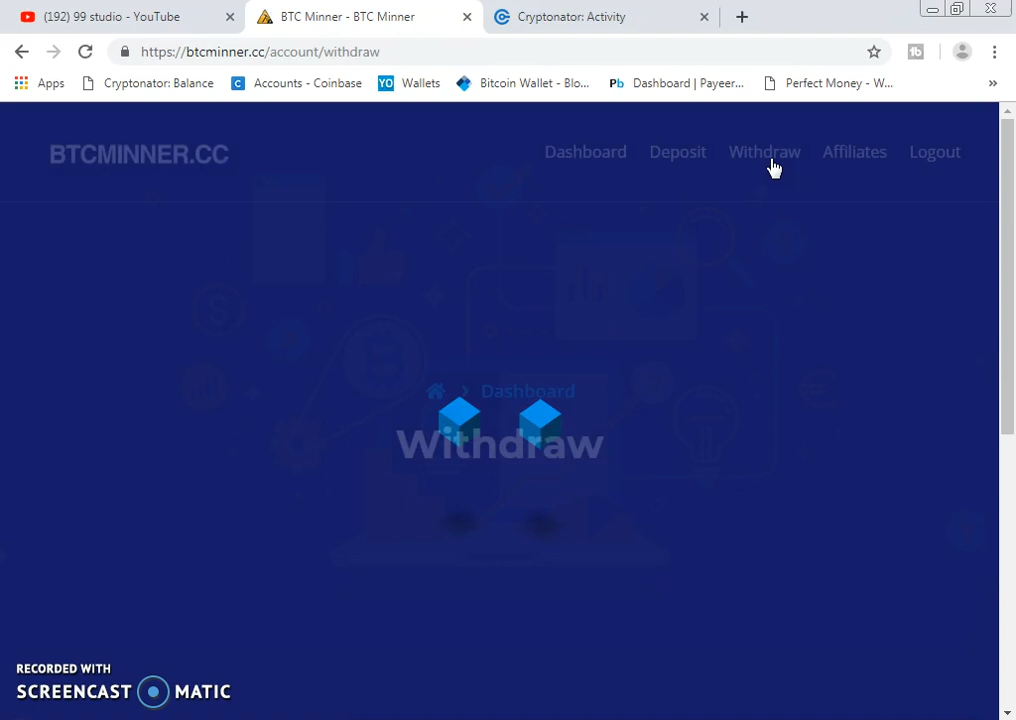 (192) 99 studio - YouTube
BTC Minner - BTC Minner
Cryptonator: Activity
https://btcminner.cc/account/withdraw
Apps
Cryptonator: Balance
Accounts - Coinbase
YO Wallets
Bitcoin Wallet - Blo...
Pb Dashboard | Payeer...
Perfect Money - W...
»
BTCMINNER.CC
Dashboard
Deposit
Withdraw
Affiliates
Logout
Dashboard
Withdraw
RECORDED WITH
SCREENCAST MATIC